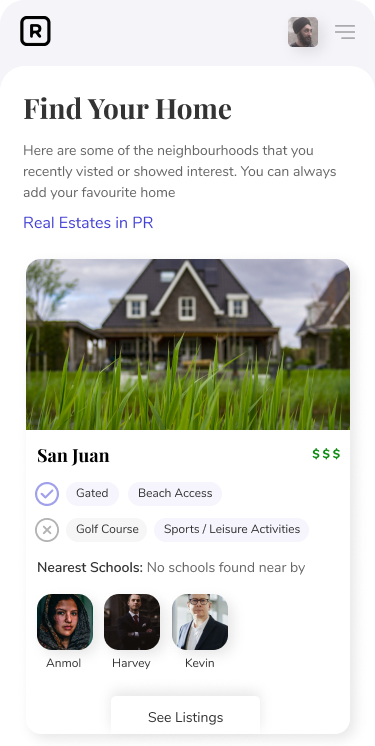 R
Find Your Home
Here are some of the neighbourhoods that you
recently visted or showed interest. You can always
add your favourite home
Real Estates in PR
San Juan
$ $ $
Gated
Beach Access
Golf Course
Sports / Leisure Activities
Nearest Schools: No schools found near by
Anmol
Harvey
Kevin
See Listings